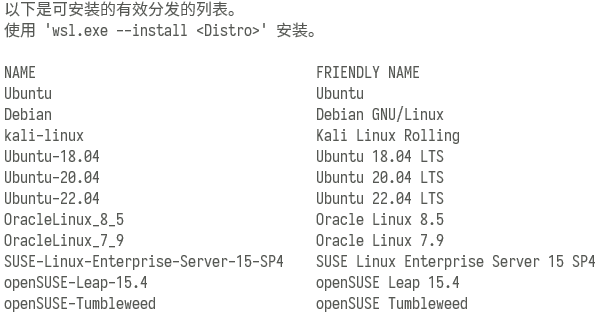 以下是可安装的有效分发的列表。
使用 'wsl.exe --install <Distro>' 安装。
NAME FRIENDLY NAME
Ubuntu Ubuntu
Debian Debian GNU/Linux
kali-linux Kali Linux Rolling
Ubuntu-18.04 Ubuntu 18.04 LTS
Ubuntu-20.04 Ubuntu 20.04 LTS
Ubuntu-22.04 Ubuntu 22.04 LTS
OracleLinux_8_5 Oracle Linux 8.5
OracleLinux_7_9 Oracle Linux 7.9
SUSE-Linux-Enterprise-Server-15-SP4 SUSE Linux Enterprise Server 15 SP4
openSUSE-Leap-15.4 openSUSE Leap 15.4
openSUSE-Tumbleweed openSUSE Tumbleweed